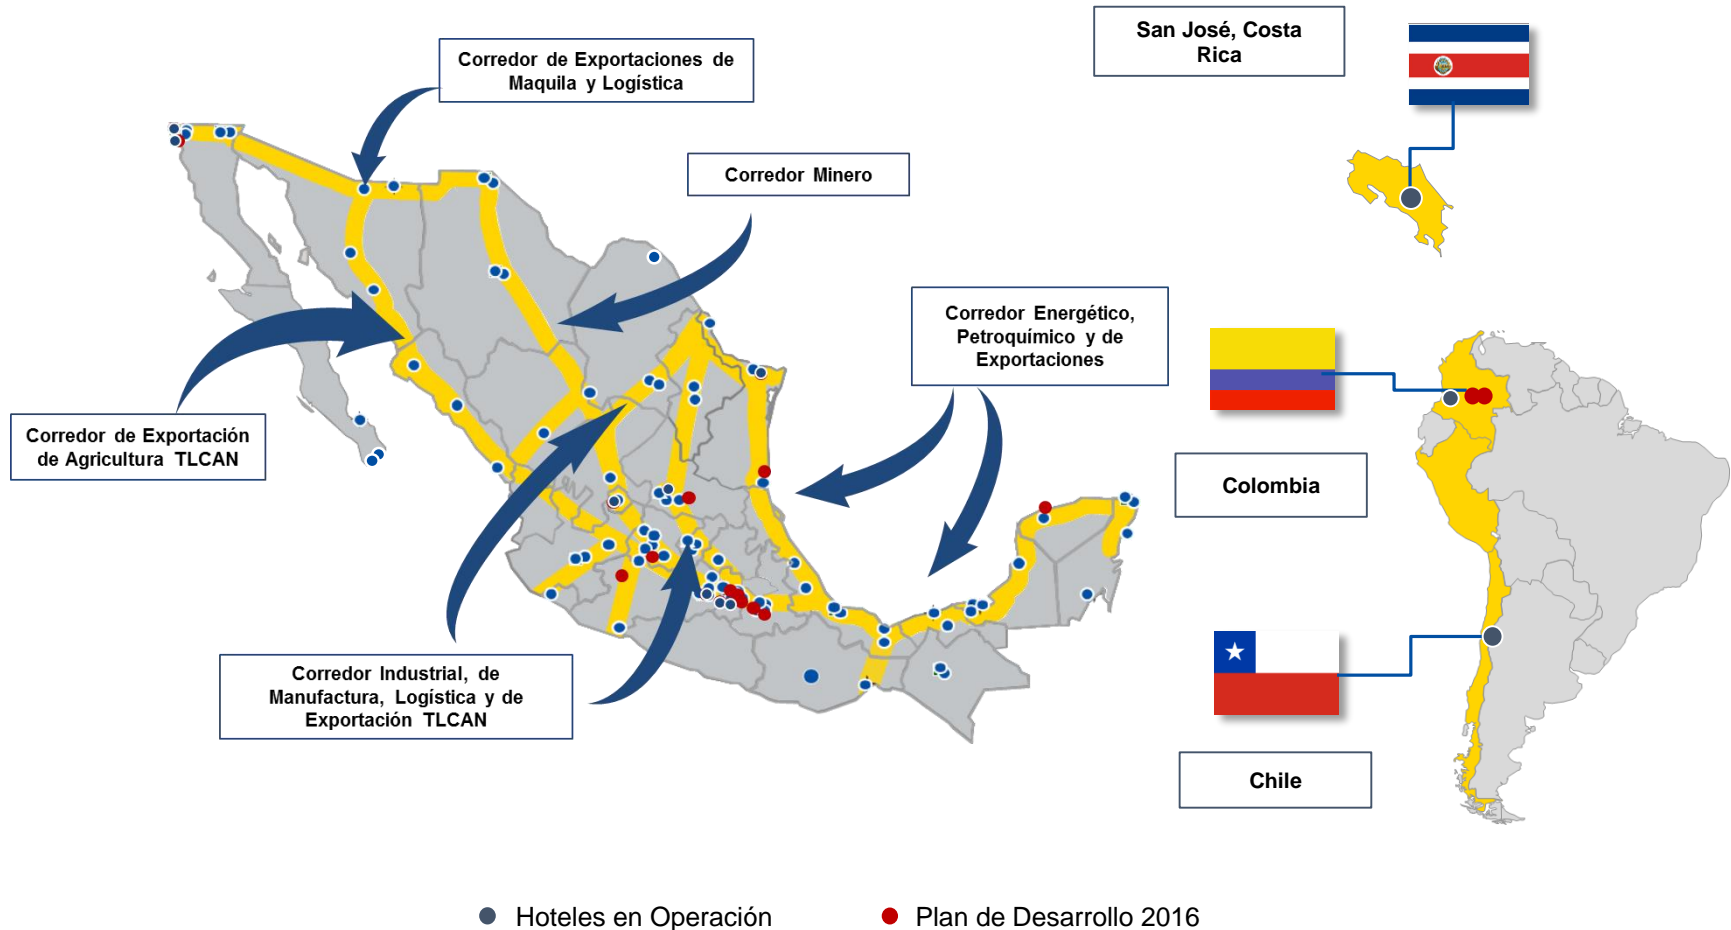 San José, Costa
Rica
Corredor de Exportaciones de
Maquila y Logística
Corredor Minero
Corredor Energético,
Petroquímico y de
Exportaciones
Corredor de Exportación
de Agricultura TLCAN
Colombia
Corredor Industrial, de
Manufactura, Logística y de
Exportación TLCAN
Chile
Hoteles en Operación
Plan de Desarrollo 2016